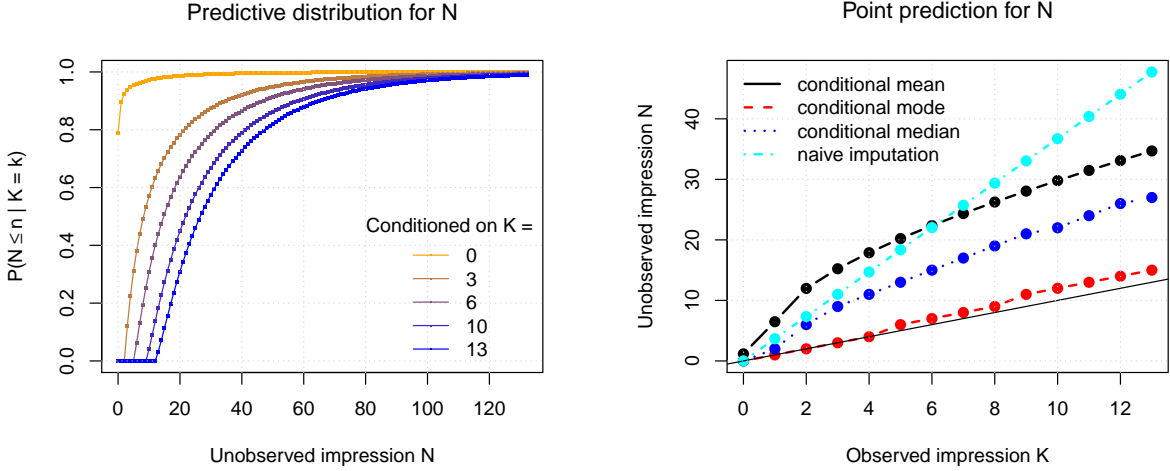 Predictive distribution for N
P(N ≤ n | K = k)
1.0
0.8
0.6
0.4
0.2
0.0
Conditioned on K =
0
3
6
10
13
0 20 40 60 80 100 120
Unobserved impression N
Point prediction for N
Unobserved impression N
40
30
20
10
0
conditional mean
conditional mode
conditional median
naive imputation
0 2 4 6 8 10 12
Observed impression K